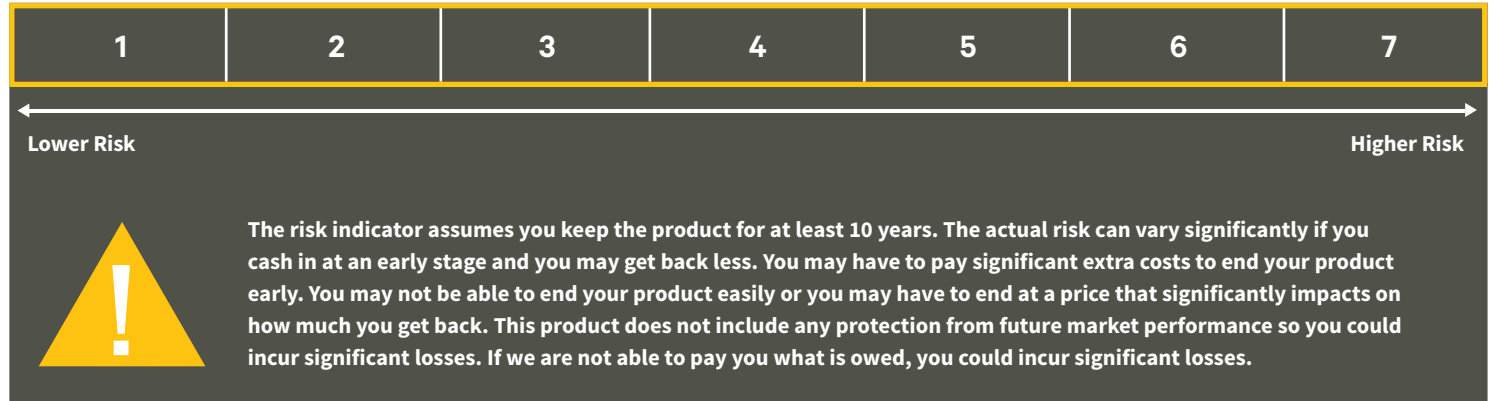 1 2 3 4 5 6 7
Lower Risk Higher Risk
!
The risk indicator assumes you keep the product for at least 10 years. The actual risk can vary significantly if you
cash in at an early stage and you may get back less. You may have to pay significant extra costs to end your product
early. You may not be able to end your product easily or you may have to end at a price that significantly impacts on
how much you get back. This product does not include any protection from future market performance so you could
incur significant losses. If we are not able to pay you what is owed, you could incur significant losses.